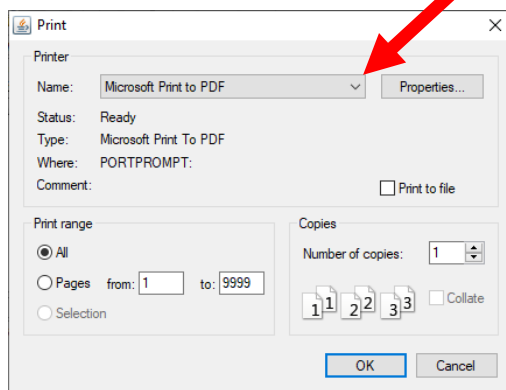 Print
Printer
Name: Microsoft Print to PDF Properties...
Status: Ready
Type: Microsoft Print To PDF
Where: PORTPROMPT:
Comment: Print to file
Print range
All
Pages from: 1 to: 9999
Selection
Copies
Number of copies: 1
1 1 2 2 3 3 Collate
OK Cancel